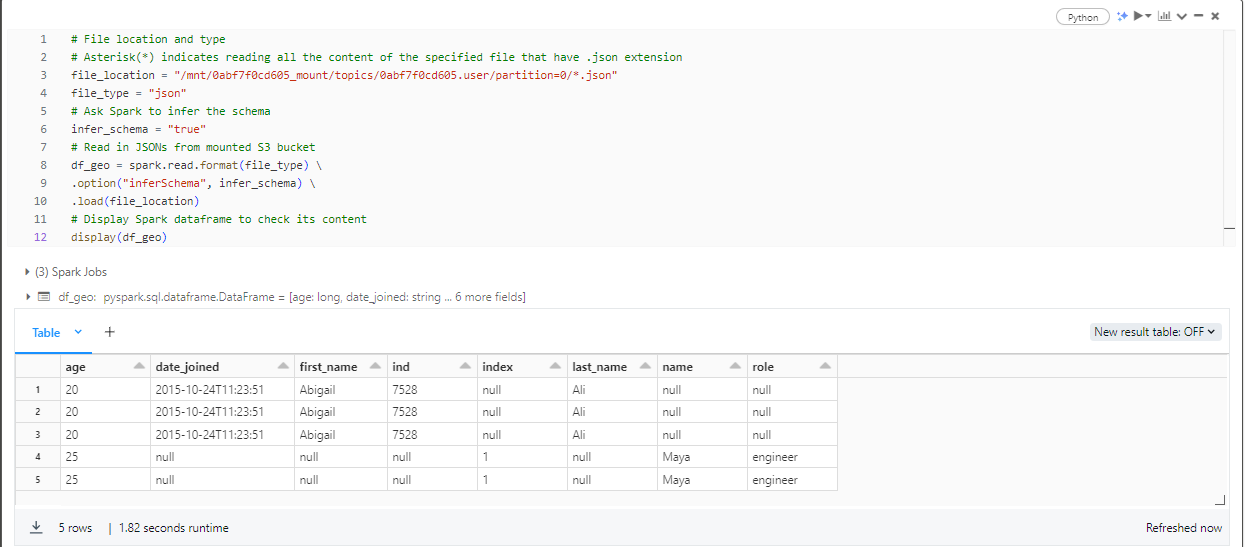 Python
1 # File location and type
2 # Asterisk(*) indicates reading all the content of the specified file that have .json extension
3 file_location = "/mnt/0abf7f0cd605_mount/topics/0abf7f0cd605.user/partition=0/*.json"
4 file_type = "json"
5 # Ask Spark to infer the schema
6 infer_schema = "true"
7 # Read in JSONs from mounted S3 bucket
8 df_geo = spark.read.format(file_type) \
9 .option("inferSchema", infer_schema) \
10 .load(file_location)
11 # Display Spark dataframe to check its content
12 display(df_geo)
(3) Spark Jobs
df_geo: pyspark.sql.dataframe.DataFrame = [age: long, date_joined: string ... 6 more fields]
Table + New result table: OFF
age date_joined first_name ind index last_name name role
1 20 2015-10-24T11:23:51 Abigail 7528 null Ali null null
2 20 2015-10-24T11:23:51 Abigail 7528 null Ali null null
3 20 2015-10-24T11:23:51 Abigail 7528 null Ali null null
4 25 null null null 1 null Maya engineer
5 25 null null null 1 null Maya engineer
5 rows | 1.82 seconds runtime Refreshed now